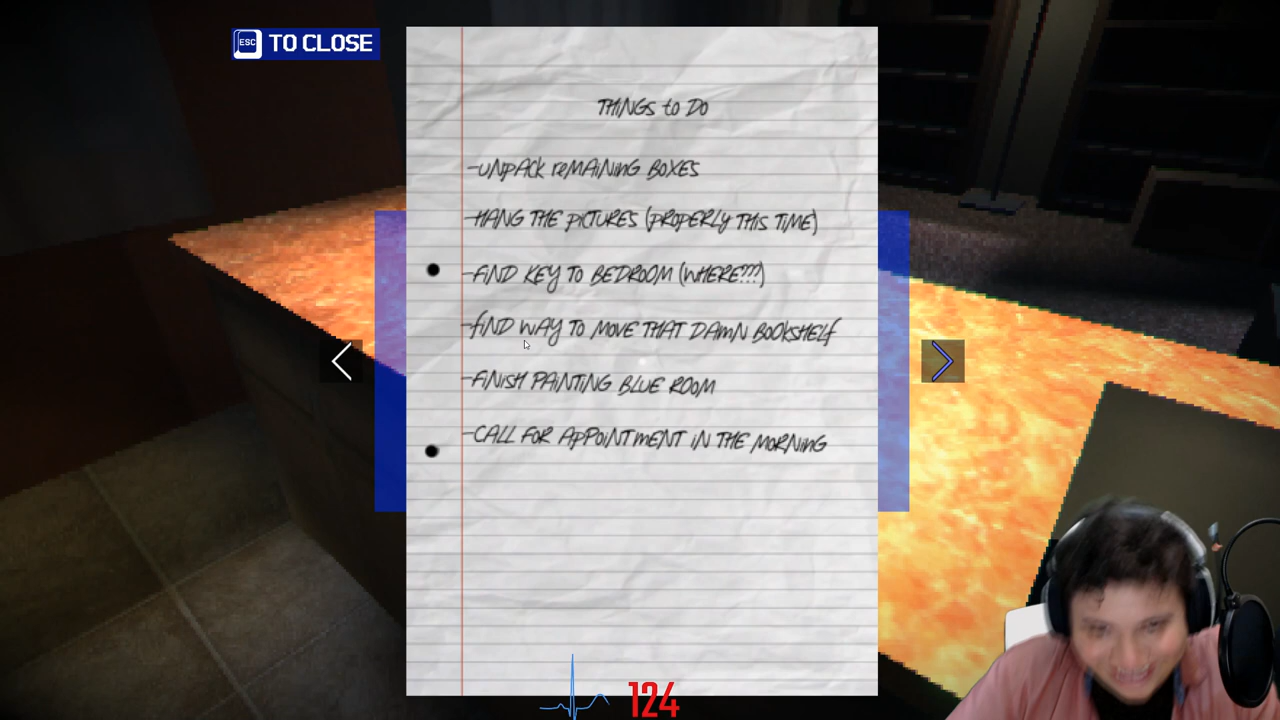 ESC TO CLOSE
THINGS to DO
-UNPACK REMAINING BOXES
-HANG THE PICTURES (PROPERLY THIS TIME)
-FIND KEY TO BEDROOM (WHERE???)
-FIND WAY TO MOVE THAT DAMN BOOKSHELF
-FINISH PAINTING BLUE ROOM
-CALL FOR APPOINTMENT IN THE MORNING
124